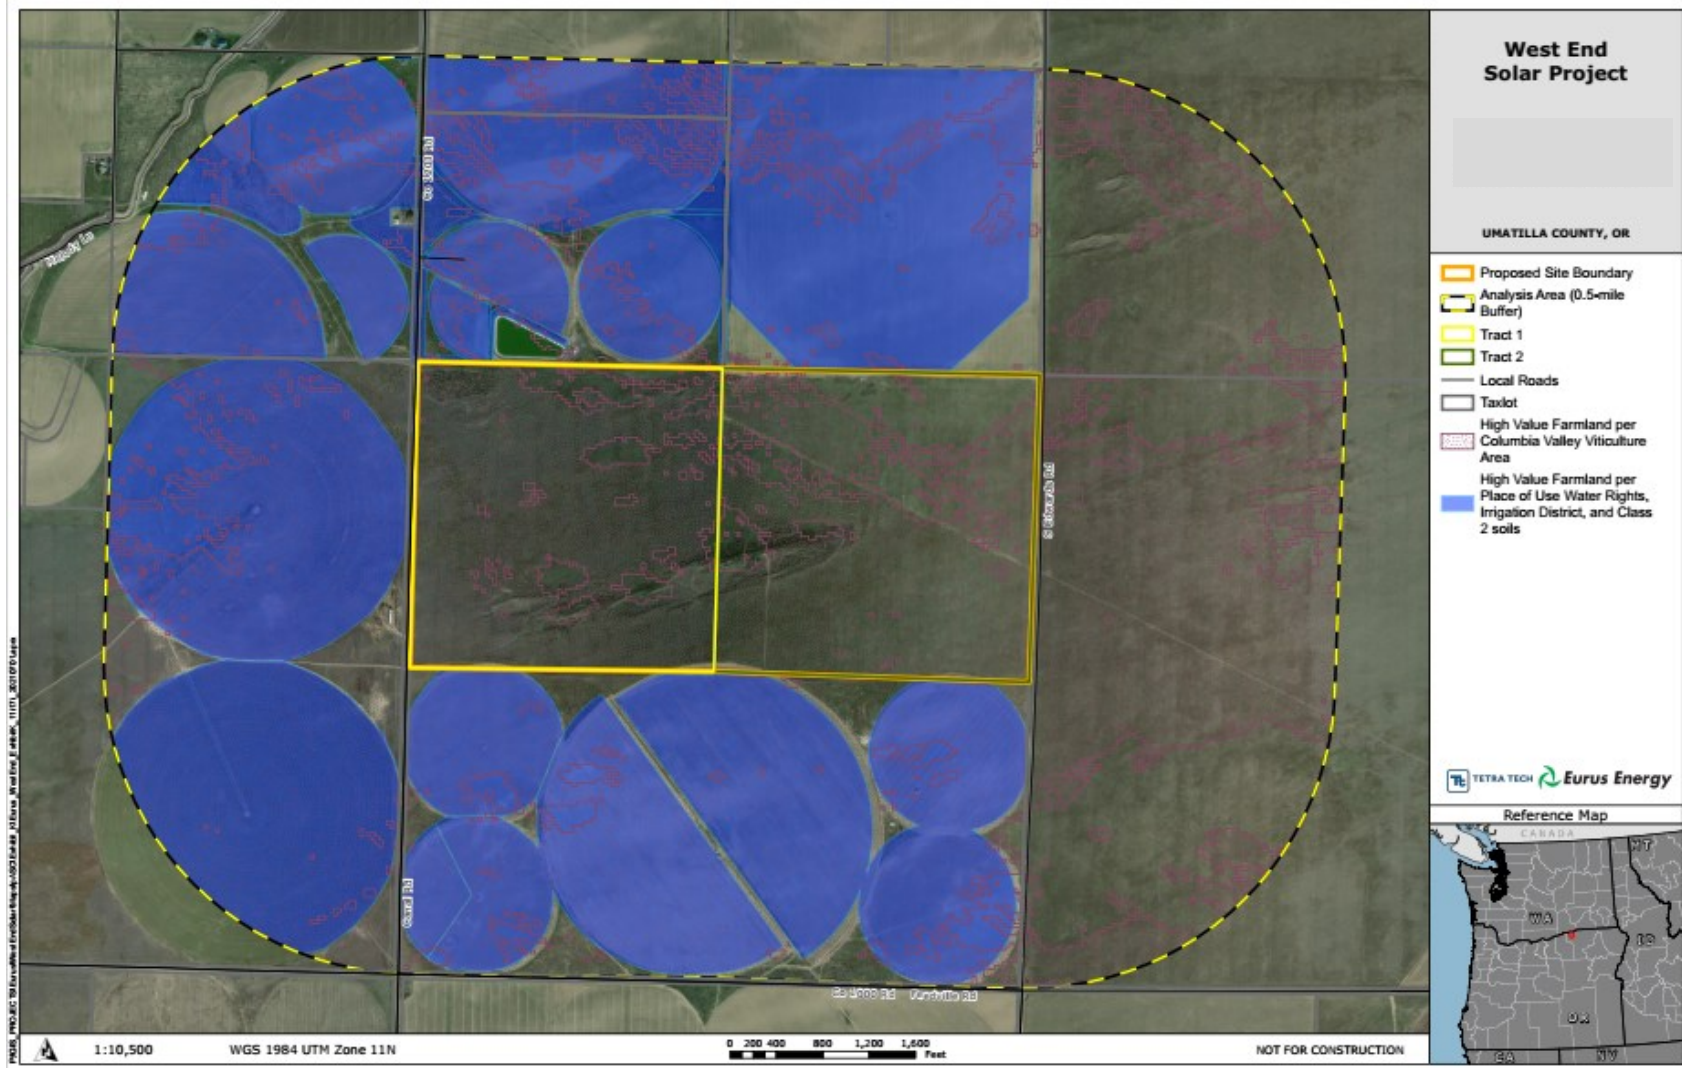 West End
Solar Project
UMATILLA COUNTY, OR
Proposed Site Boundary
Analysis Area (0.5-mile
Buffer)
Tract 1
Tract 2
Local Roads
Taxlot
High Value Farmland per
Columbia Valley Viticulture
Area
High Value Farmland per
Place of Use Water Rights,
Irrigation District, and Class
2 soils
TETRA TECH
Eurus Energy
Reference Map
CANADA
WA
MT
ID
OR
CA
NV
S Edwards Rd
1:10,500
WGS 1984 UTM Zone 11N
0 200 400 800 1,200 1,600
Feet
NOT FOR CONSTRUCTION